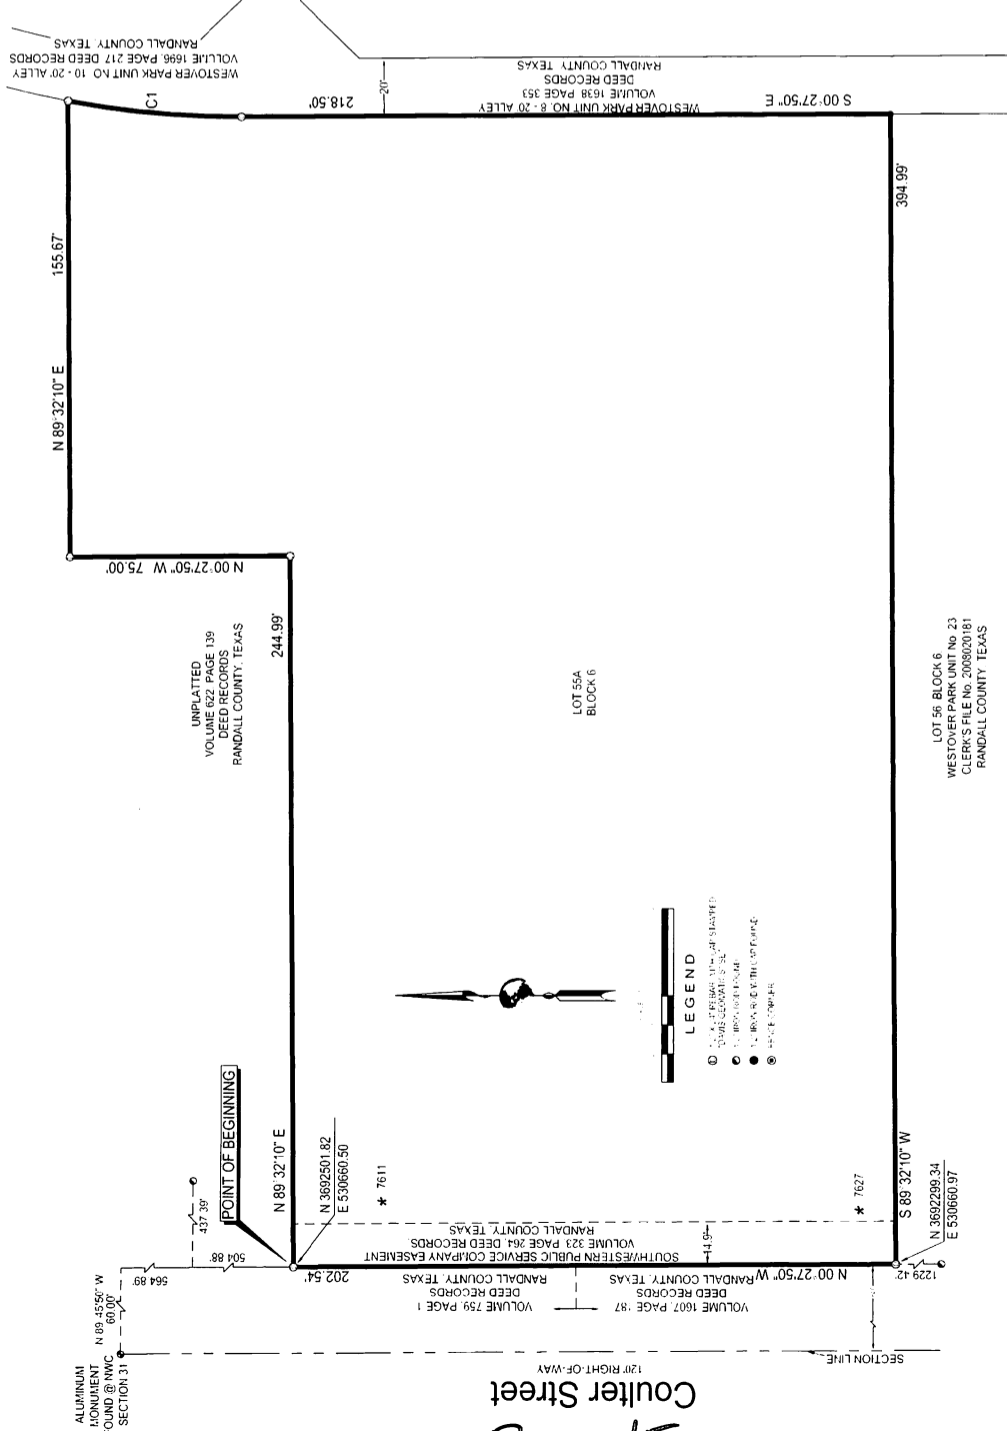 WESTOVER PARK UNIT NO 10 - 20' ALLEY
VOLUME 1696, PAGE 217 DEED RECORDS
RANDALL COUNTY, TEXAS
C1
218.50'
20'
WESTOVER PARK UNIT NO. 8 - 20' ALLEY
VOLUME 1638 PAGE 353
DEED RECORDS
RANDALL COUNTY TEXAS
S 00°27'50" E
394.99'
155.67'
N 89°32'10" E
N 00°27'50" W 75.00'
244.99'
UNPLATTED
VOLUME 622 PAGE 139
DEED RECORDS
RANDALL COUNTY, TEXAS
LOT 55A
BLOCK 6
LOT 56 BLOCK 6
WESTOVER PARK UNIT No 23
CLERK'S FILE No. 2008020181
RANDALL COUNTY TEXAS
LEGEND
FENCE CORNER
POINT OF BEGINNING
N 89°32'10" E
N 3692501.82
E 530660.50
* 7611
* 7627
S 89°32'10" W
N 3692299.34
E 530660.97
437.39'
504.88'
564.89'
N 89°45'50" W
60.00'
ALUMINUM
MONUMENT
FOUND @ NWC
SECTION 31
202.54'
SOUTHWESTERN PUBLIC SERVICE COMPANY EASEMENT
VOLUME 323 PAGE 264, DEED RECORDS
RANDALL COUNTY, TEXAS
14.9'
VOLUME 759, PAGE 1
DEED RECORDS
RANDALL COUNTY, TEXAS
VOLUME 1607, PAGE 187
DEED RECORDS
RANDALL COUNTY, TEXAS
N 00°27'50" W
1229.42'
SECTION LINE
120' RIGHT-OF-WAY
Coulter Street